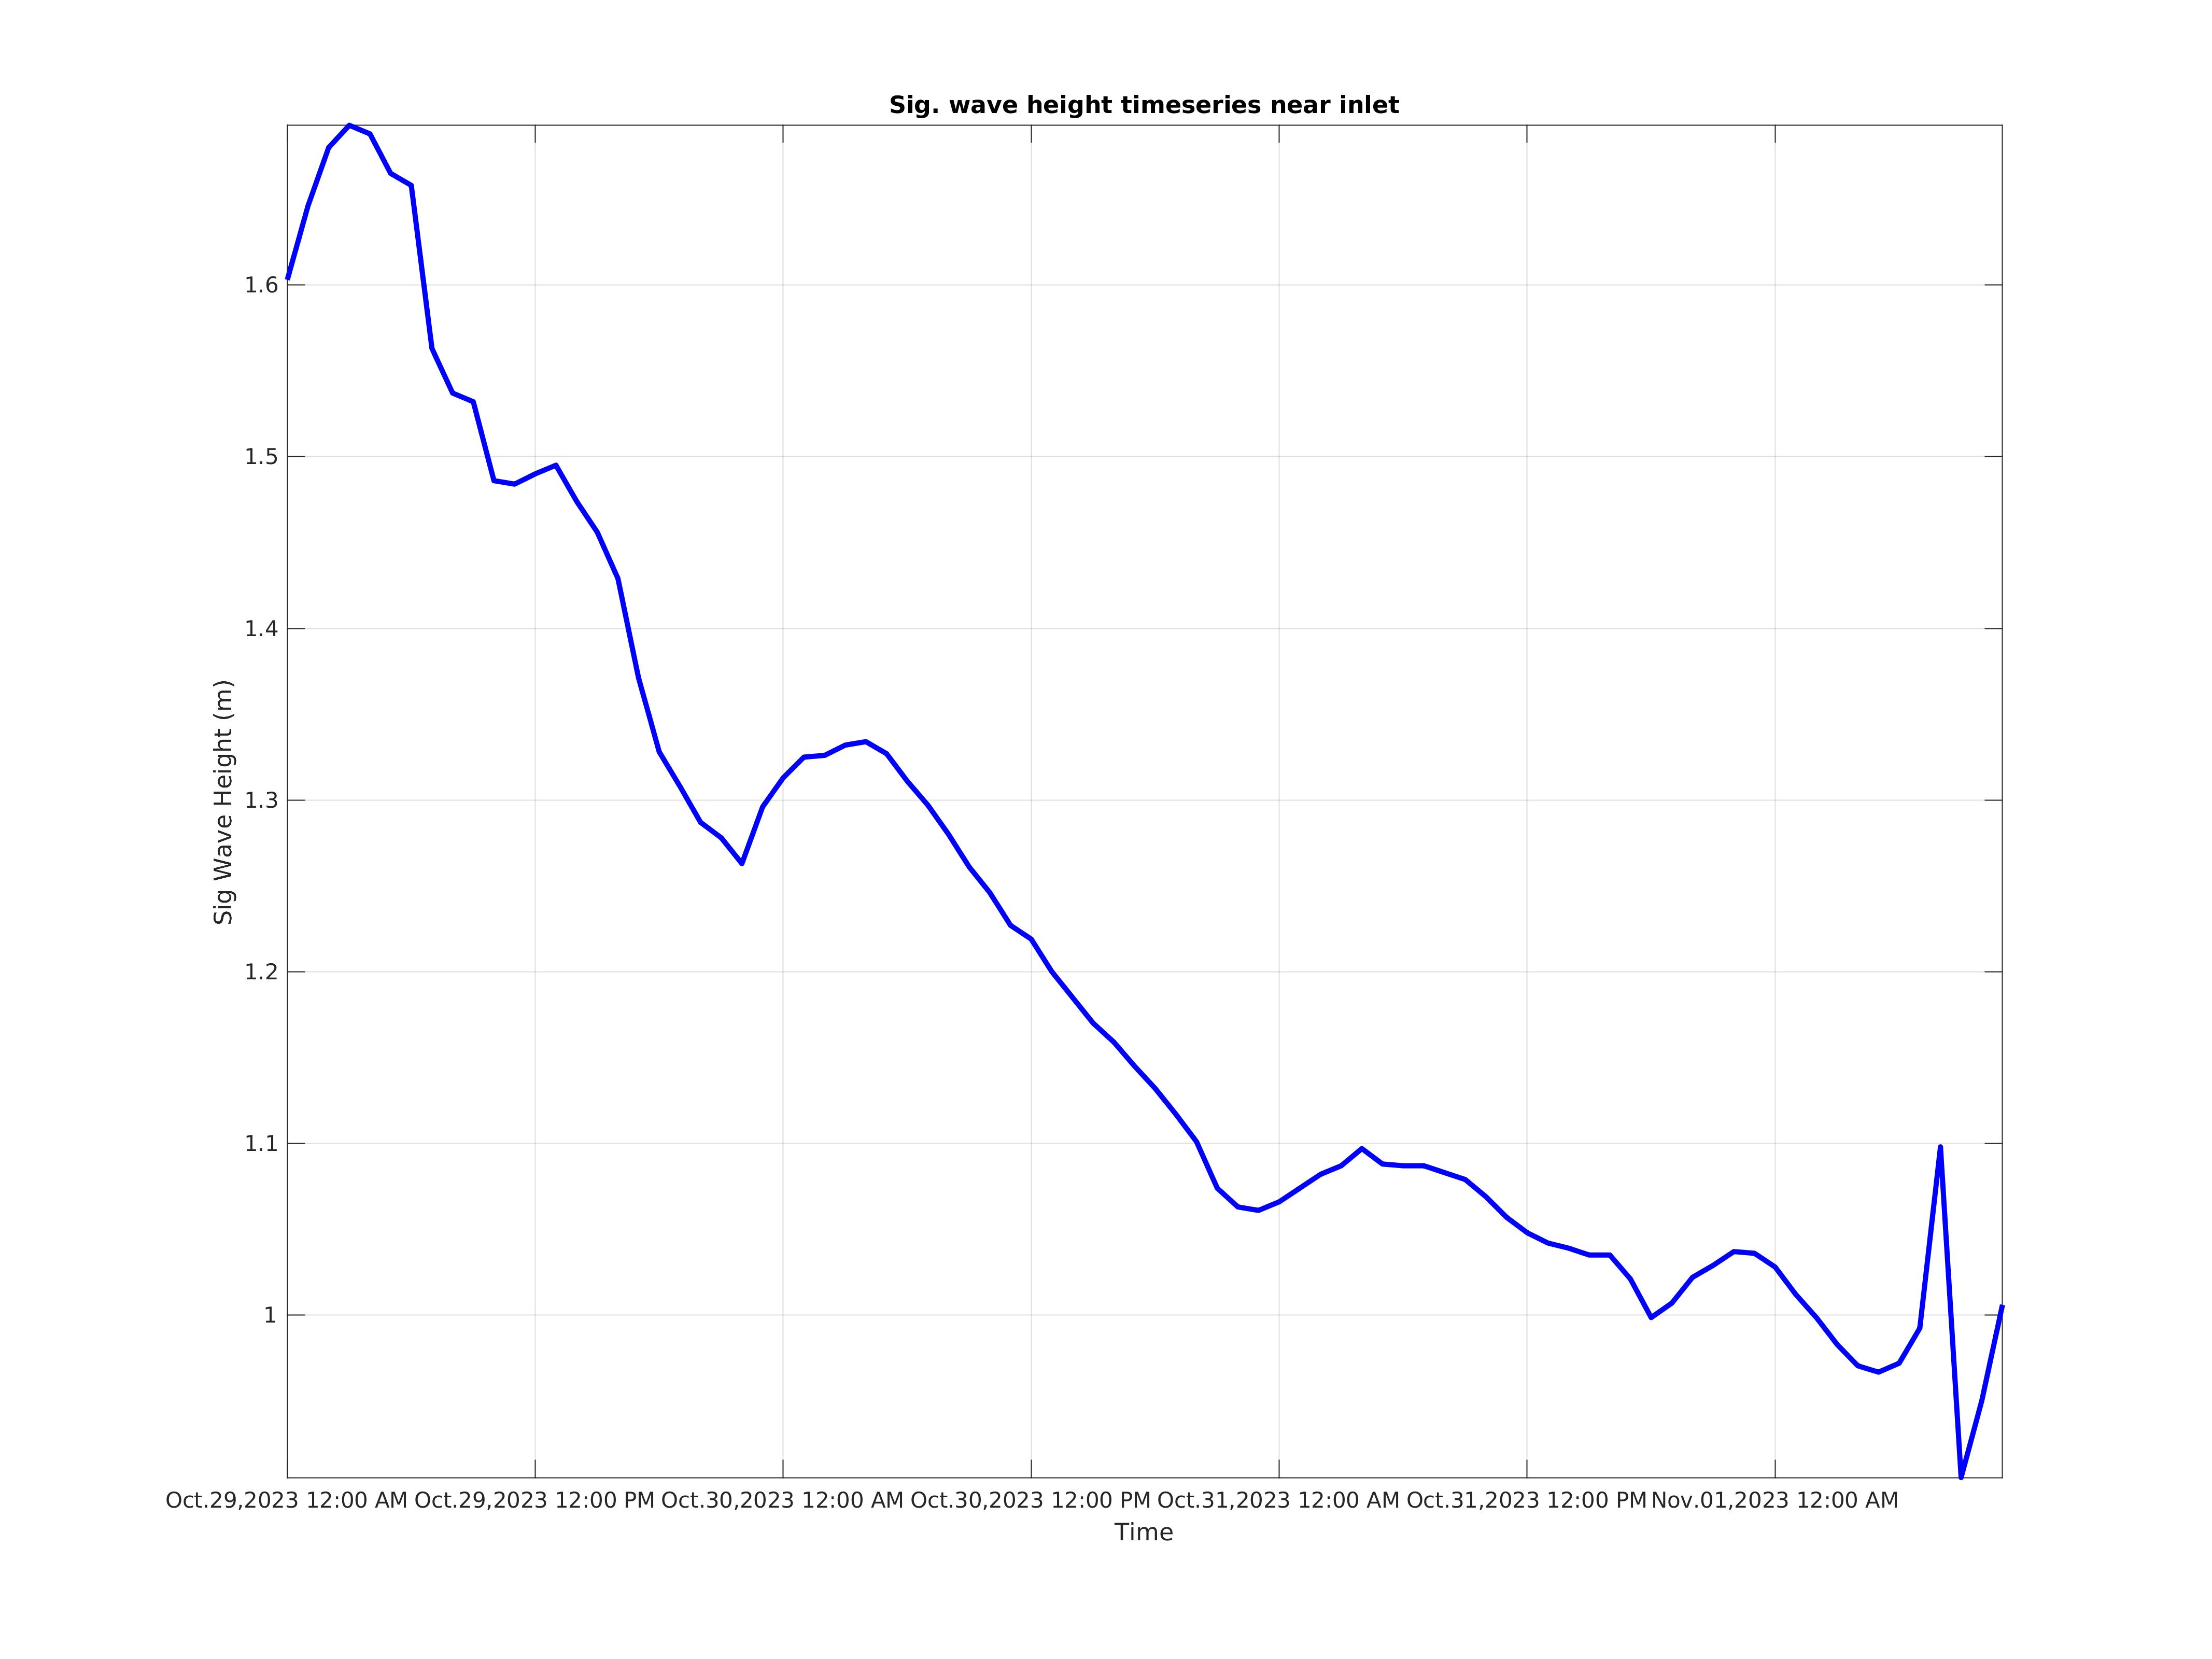 Sig. wave height timeseries near inlet
1.6
1.5
1.4
1.3
1.2
1.1
1
Sig Wave Height (m)
Oct.29,2023 12:00 AM Oct.29,2023 12:00 PM Oct.30,2023 12:00 AM Oct.30,2023 12:00 PM Oct.31,2023 12:00 AM Oct.31,2023 12:00 PM Nov.01,2023 12:00 AM
Time